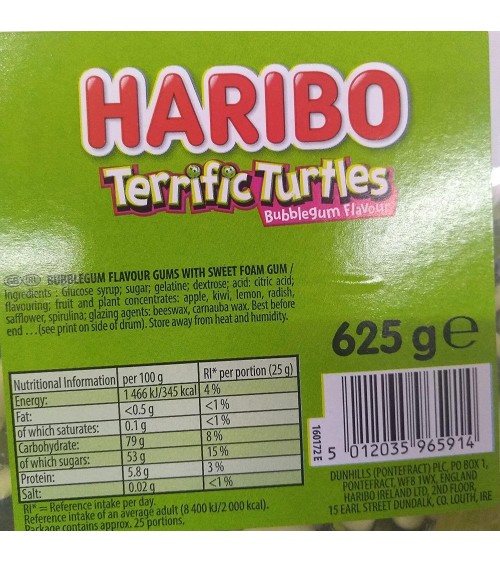 HARIBO
Terrific Turtles
Bubblegum Flavour
GB IRL BUBBLEGUM FLAVOUR GUMS WITH SWEET FOAM GUM /
Ingredients : Glucose syrup; sugar; gelatine; dextrose; acid: citric acid;
flavouring; fruit and plant concentrates: apple, kiwi, lemon, radish,
safflower, spirulina; glazing agents: beeswax, carnauba wax. Best before
end ...(see print on side of drum). Store away from heat and humidity.
625 g e
Nutritional Information per 100 g RI* per portion (25 g)
Energy: 1 466 kJ/345 kcal 4 %
Fat: <0.5 g <1 %
of which saturates: 0.1 g <1 %
Carbohydrate: 79 g 8 %
of which sugars: 53 g 15 %
Protein: 5.8 g 3 %
Salt: 0.02 g <1 %
RI* = Reference intake per day.
Reference intake of an average adult (8 400 kJ/2 000 kcal).
Package contains approx. 25 portions.
160172 E
5 012035 965914
DUNHILLS (PONTEFRACT) PLC, PO BOX 1,
PONTEFRACT, WF8 1WX, ENGLAND
HARIBO IRELAND LTD, 2ND FLOOR,
15 EARL STREET DUNDALK, CO. LOUTH, IRE